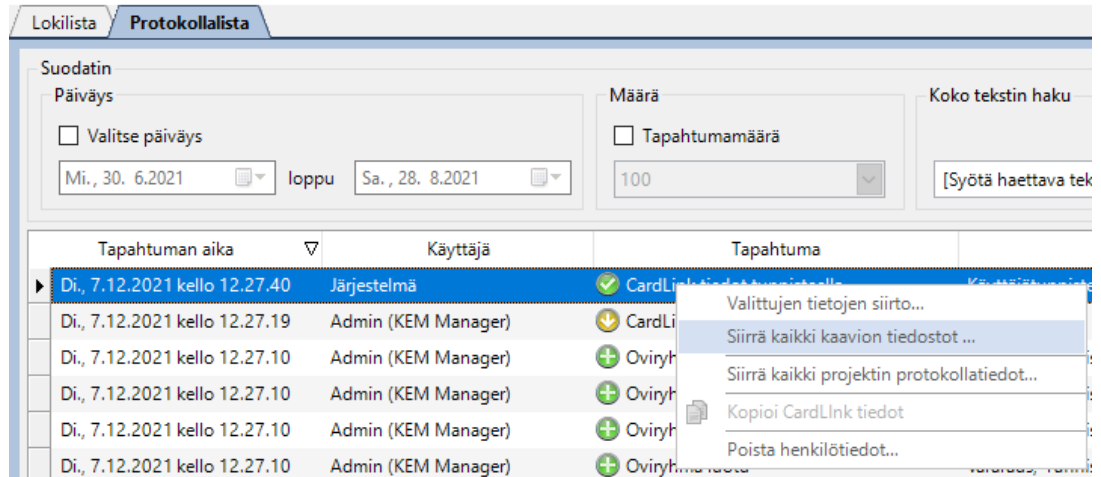 Lokilista Protokollalista
Suodatin
Päiväys Määrä Koko tekstin haku
Valitse päiväys Tapahtumamäärä
Mi., 30. 6.2021 loppu Sa., 28. 8.2021 100 [Syötä haettava tek
Tapahtuman aika Käyttäjä Tapahtuma
Di., 7.12.2021 kello 12.27.40 Järjestelmä CardLink tiedot tunnisteella Käyttäjätunniste
Valittujen tietojen siirto...
Di., 7.12.2021 kello 12.27.19 Admin (KEM Manager) CardLi
Siirrä kaikki kaavion tiedostot ...
Di., 7.12.2021 kello 12.27.10 Admin (KEM Manager) Oviryh
Siirrä kaikki projektin protokollatiedot...
Di., 7.12.2021 kello 12.27.10 Admin (KEM Manager) Oviryh
Kopioi CardLInk tiedot
Di., 7.12.2021 kello 12.27.10 Admin (KEM Manager) Oviryh
Poista henkilötiedot...
Di., 7.12.2021 kello 12.27.10 Admin (KEM Manager)